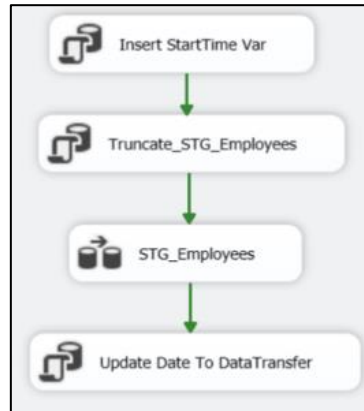 Insert StartTime Var
Truncate_STG_Employees
STG_Employees
Update Date To DataTransfer